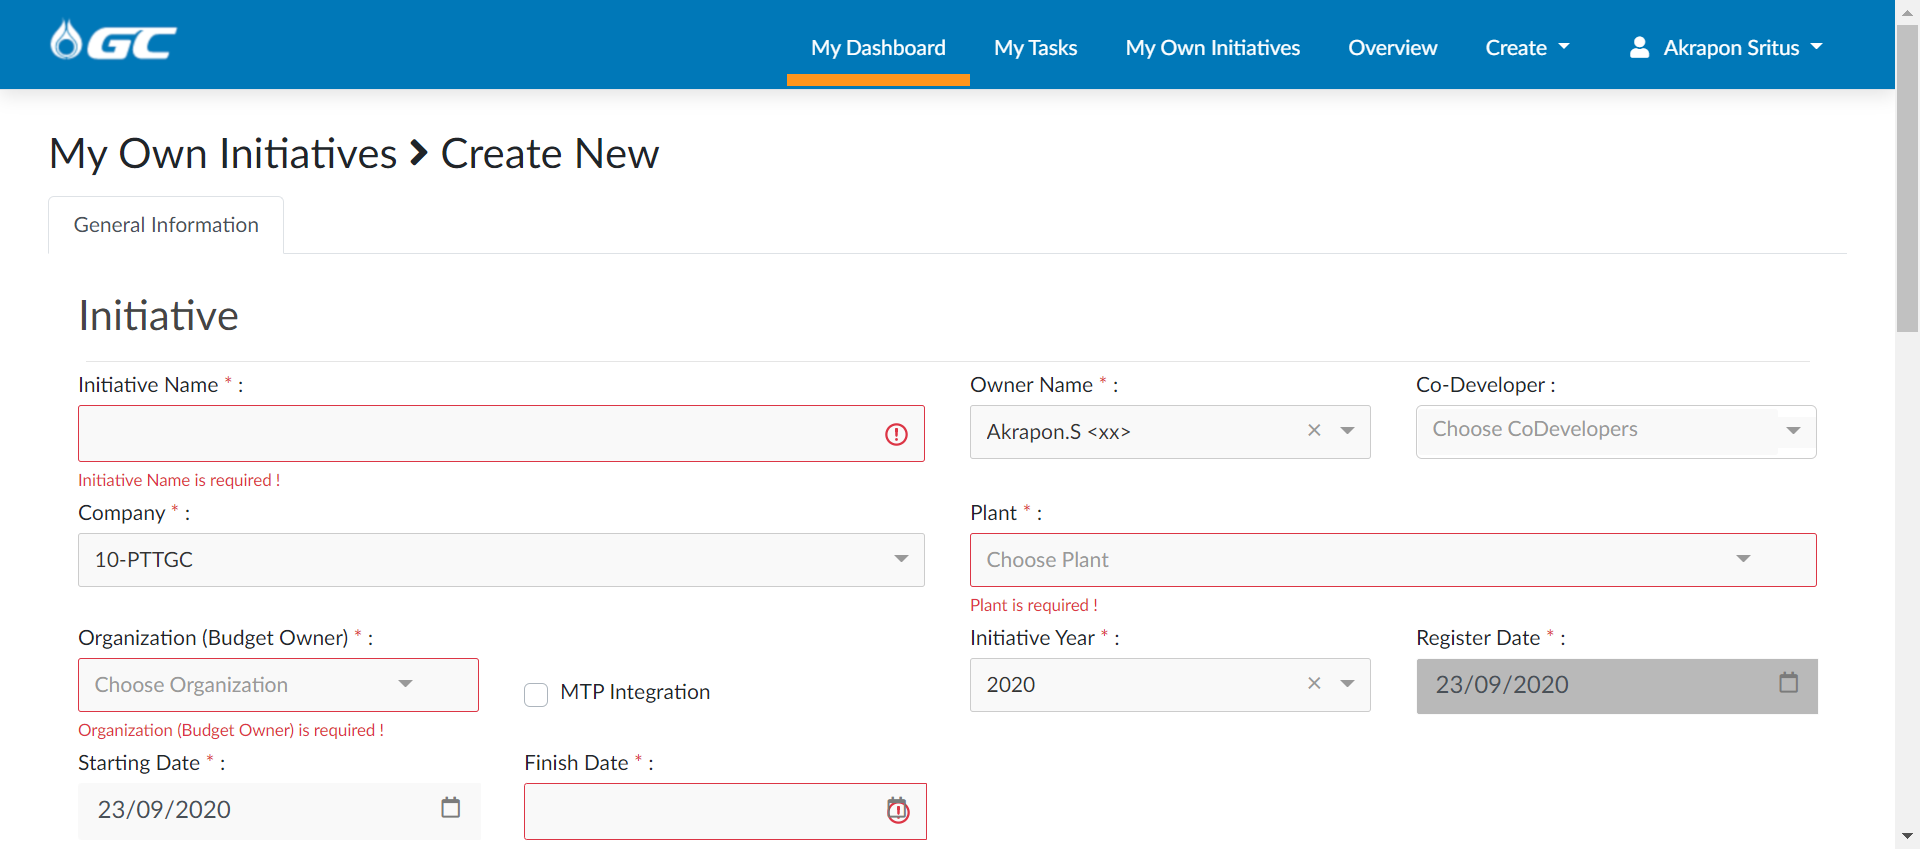 GC
My Dashboard My Tasks My Own Initiatives Overview Create Akrapon Sritus
My Own Initiatives > Create New
General Information
Initiative
Initiative Name * : Owner Name * : Co-Developer :
Akrapon.S <xx> Choose CoDevelopers
Initiative Name is required !
Company * : Plant * :
10-PTTGC Choose Plant
Plant is required !
Organization (Budget Owner) * : Initiative Year * : Register Date * :
Choose Organization MTP Integration 2020 23/09/2020
Organization (Budget Owner) is required !
Starting Date * : Finish Date * :
23/09/2020